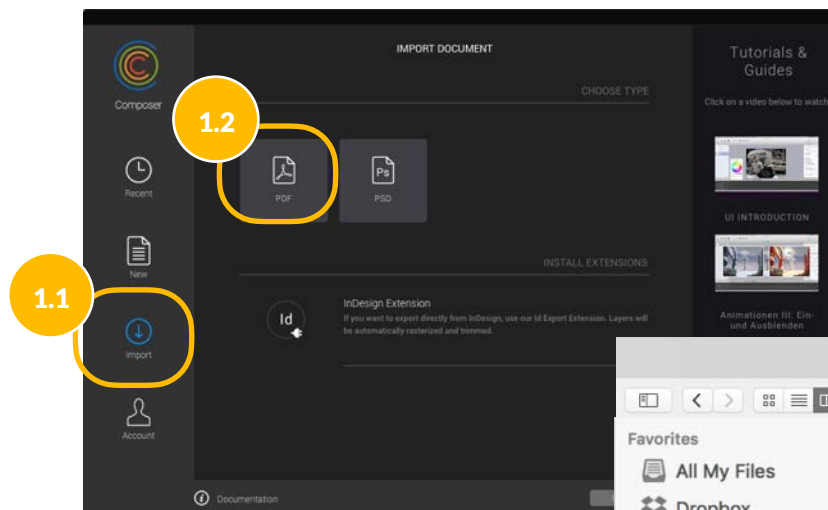 IMPORT DOCUMENT
Composer
CHOOSE TYPE
1.2
PDF
Ps
PSD
Recent
New
INSTALL EXTENSIONS
Id
InDesign Extension
If you want to export directly from InDesign, use our Id Export Extension. Layers will
be automatically rasterized and trimmed.
1.1
Import
Account
i Documentation
Tutorials &
Guides
Click on a video below to watch
UI INTRODUCTION
Animationen III: Ein-
und Ausblenden
Favorites
All My Files
Dropbox